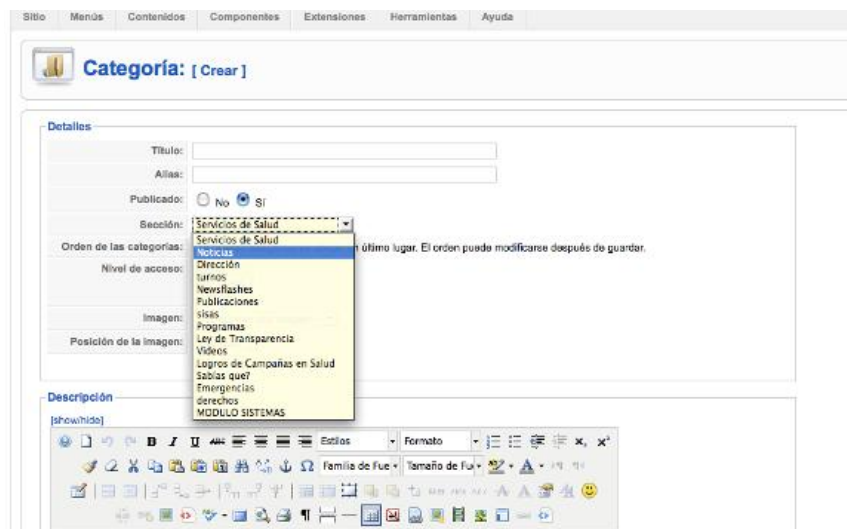 Sitio Menús Contenidos Componentes Extensiones Herramientas Ayuda
Categoría: [ Crear ]
Detalles
Título:
Alias:
Publicado: No Sí
Sección: Servicios de Salud
Servicios de Salud
Orden de las categorías: n último lugar. El orden puede modificarse después de guardar.
Noticias
Dirección
Nivel de acceso:
turnos
Newsflashes
Publicaciones
sisas
Imagen:
Programas
Ley de Transparencia
Posición de la imagen:
Videos
Logros de Campañas en Salud
Sabías que?
Emergencias
derechos
MODULO SISTEMAS
Descripción
[show/hide]
B I U ABC Estilos Formato x, x²
Familia de Fue Tamaño de Fu A